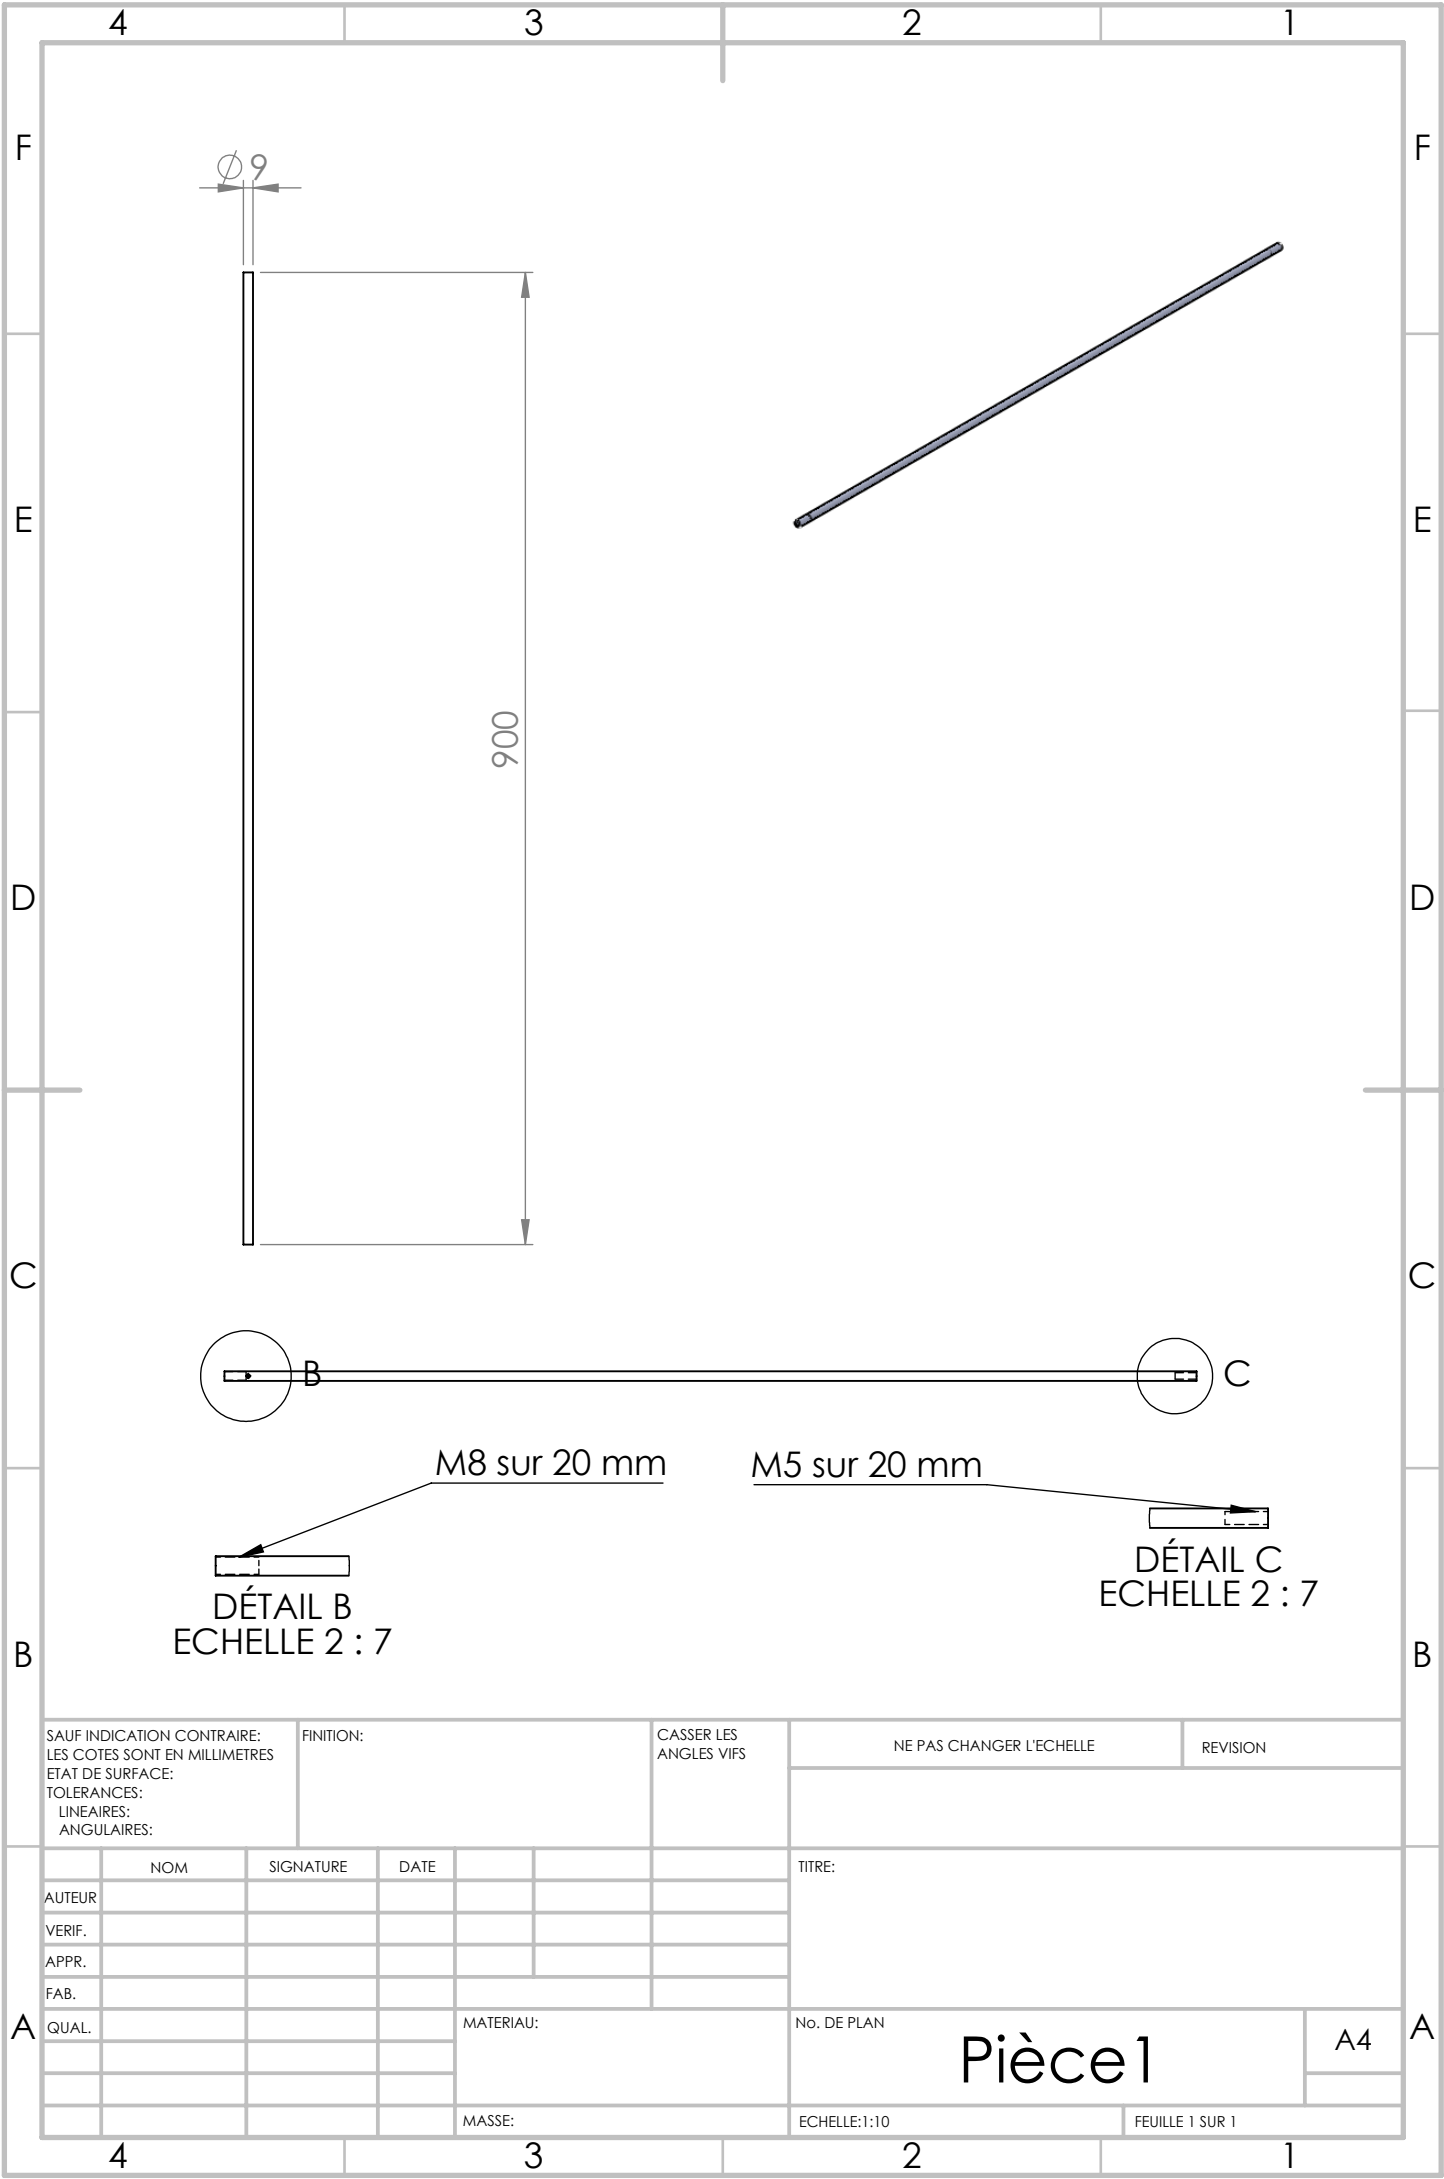 4 3 2 1
F F
∅9
E E
900
D D
C C
B C
M8 sur 20 mm M5 sur 20 mm
DÉTAIL C
ECHELLE 2 : 7
DÉTAIL B
ECHELLE 2 : 7
B B
SAUF INDICATION CONTRAIRE:
LES COTES SONT EN MILLIMETRES
ETAT DE SURFACE:
TOLERANCES:
LINEAIRES:
ANGULAIRES:
FINITION:
CASSER LES
ANGLES VIFS
NE PAS CHANGER L'ECHELLE
REVISION
NOM SIGNATURE DATE
TITRE:
AUTEUR
VERIF.
APPR.
FAB.
A A
QUAL.
MATERIAU:
No. DE PLAN
Pièce1
A4
MASSE:
ECHELLE:1:10
FEUILLE 1 SUR 1
4 3 2 1